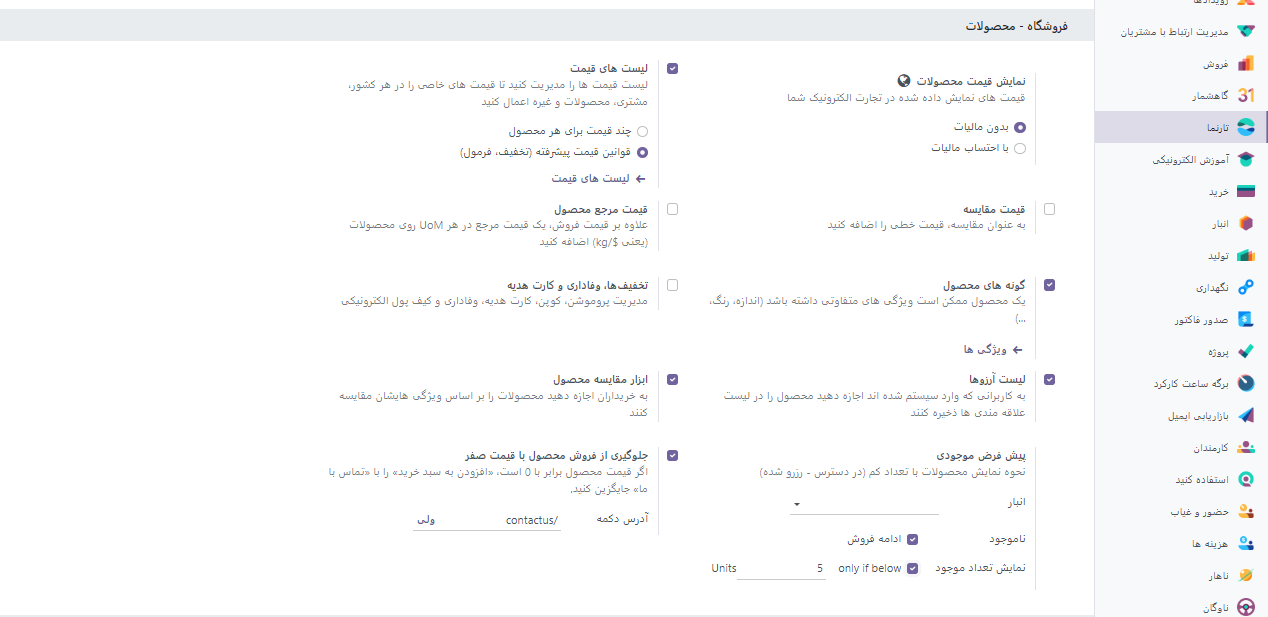 رویدادها
مدیریت ارتباط با مشتریان
فروش
31 گاهشمار
تارنما
آموزش الکترونیکی
خرید
انبار
تولید
نگهداری
صدور فاکتور
پروژه
برگه ساعت کارکرد
بازاریابی ایمیل
کارمندان
استفاده کنید
حضور و غیاب
هزینه ها
ناهار
ناوگان
فروشگاه - محصولات
نمایش قیمت محصولات
قیمت های نمایش داده شده در تجارت الکترونیک شما
بدون مالیات
با احتساب مالیات
لیست های قیمت
لیست قیمت ها را مدیریت کنید تا قیمت های خاصی را در هر کشور،
مشتری، محصولات و غیره اعمال کنید
چند قیمت برای هر محصول
قوانین قیمت پیشرفته (تخفیف، فرمول)
لیست های قیمت
قیمت مقایسه
به عنوان مقایسه، قیمت خطی را اضافه کنید
قیمت مرجع محصول
علاوه بر قیمت فروش، یک قیمت مرجع در هر UoM روی محصولات
(یعنی $/kg) اضافه کنید
گونه های محصول
یک محصول ممکن است ویژگی های متفاوتی داشته باشد (اندازه، رنگ،
...)
ویژگی ها
تخفیف‌ها، وفاداری و کارت هدیه
مدیریت پروموشن، کوپن، کارت هدیه، وفاداری و کیف پول الکترونیکی
لیست آرزوها
به کاربرانی که وارد سیستم شده اند اجازه دهید محصول را در لیست
علاقه مندی ها ذخیره کنند
ابزار مقایسه محصول
به خریداران اجازه دهید محصولات را بر اساس ویژگی هایشان مقایسه
کنند
پیش فرض موجودی
نحوه نمایش محصولات با تعداد کم (در دسترس - رزرو شده)
انبار
ناموجود ادامه فروش
نمایش تعداد موجود only if below 5 Units
جلوگیری از فروش محصول با قیمت صفر
اگر قیمت محصول برابر با 0 است، «افزودن به سبد خرید» را با «تماس با
ما» جایگزین کنید.
آدرس دکمه /contactus ولی